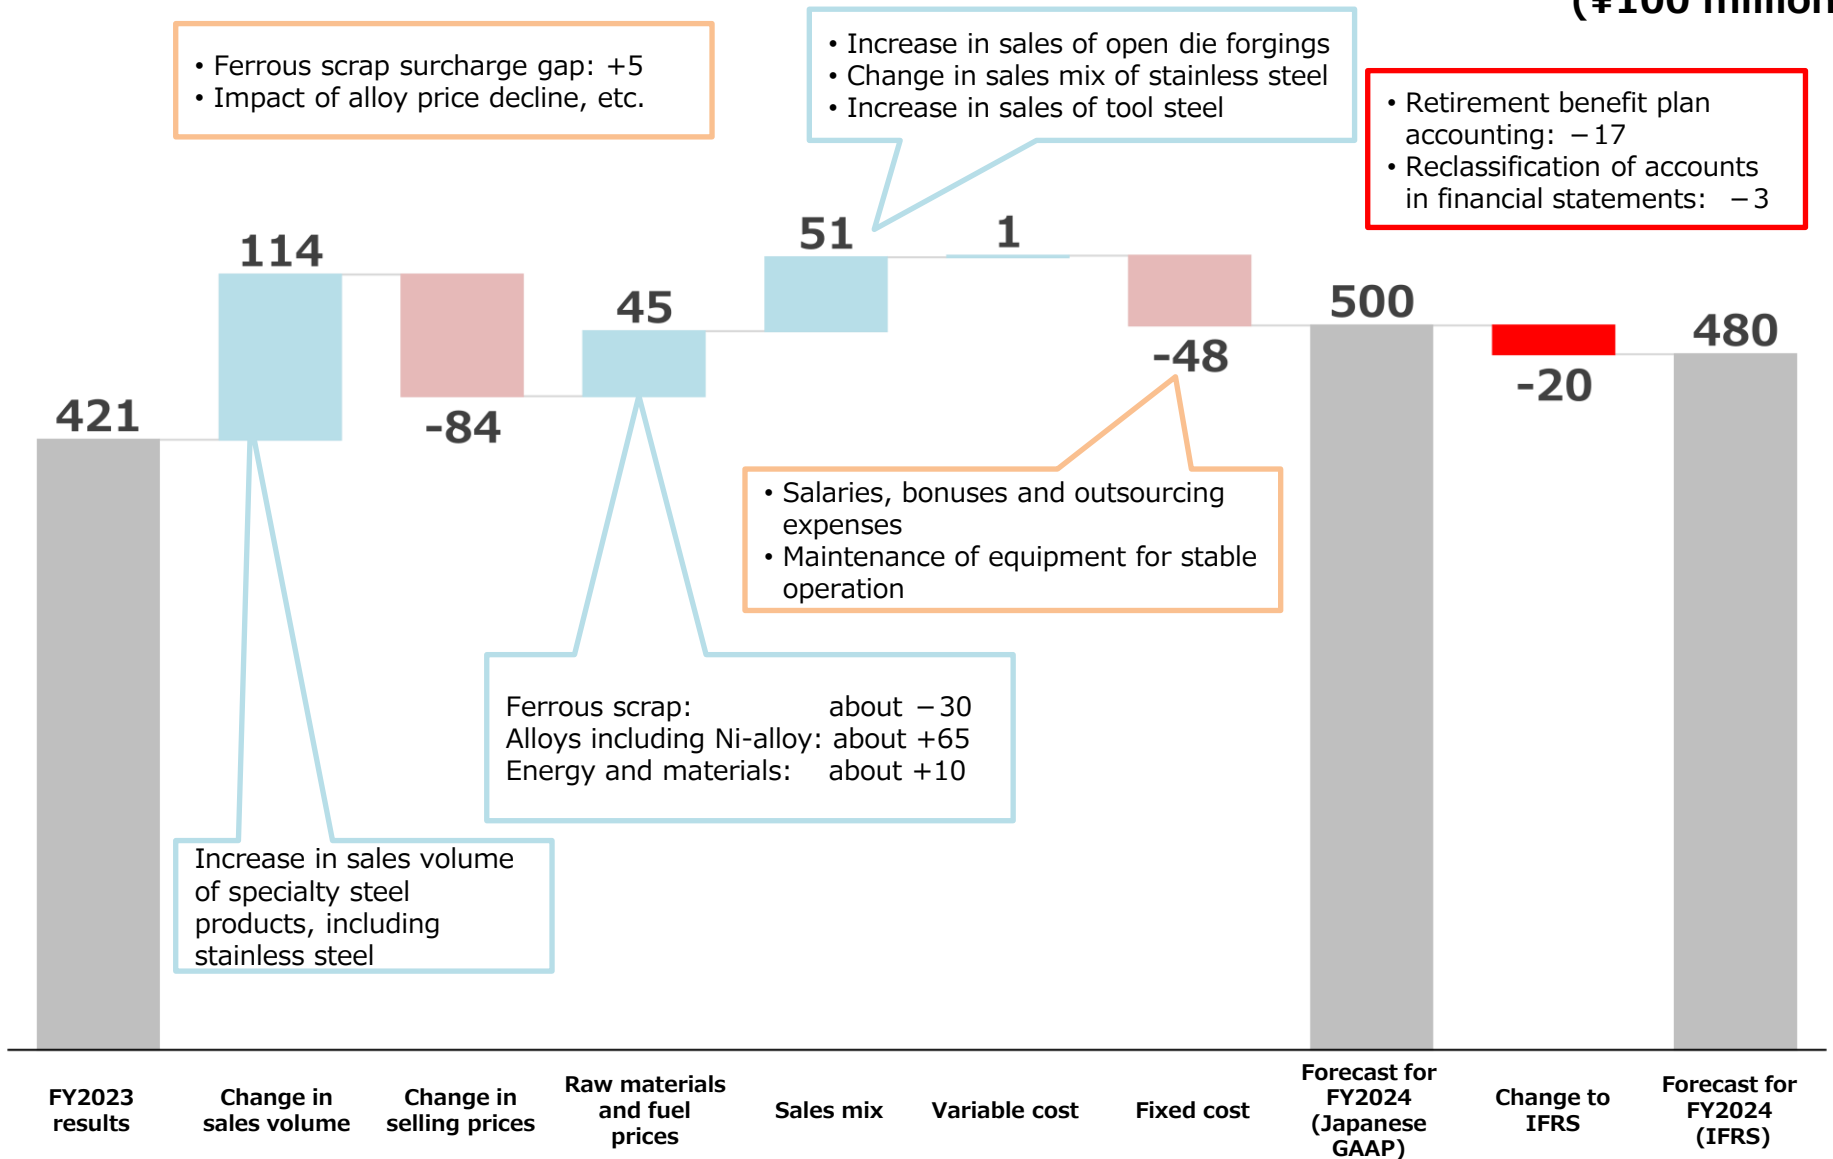 (¥100 million
• Ferrous scrap surcharge gap: +5
• Impact of alloy price decline, etc.
• Increase in sales of open die forgings
• Change in sales mix of stainless steel
• Increase in sales of tool steel
• Retirement benefit plan
accounting: －17
• Reclassification of accounts
in financial statements: －3
114
51
1
45
500
480
421
-84
-48
-20
• Salaries, bonuses and outsourcing
expenses
• Maintenance of equipment for stable
operation
Ferrous scrap: about －30
Alloys including Ni-alloy: about +65
Energy and materials: about +10
Increase in sales volume
of specialty steel
products, including
stainless steel
FY2023
results
Change in
sales volume
Change in
selling prices
Raw materials
and fuel
prices
Sales mix
Variable cost
Fixed cost
Forecast for
FY2024
(Japanese
GAAP)
Change to
IFRS
Forecast for
FY2024
(IFRS)